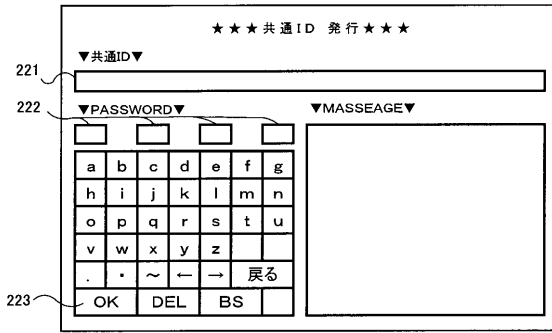 ★★★共通ID 発行★★★
▼共通ID▼
221
222
▼PASSWORD▼
▼MASSEAGE▼
a b c d e f g
h i j k l m n
o p q r s t u
v w x y z
. ・ ～ ← → 戻る
223
OK DEL BS